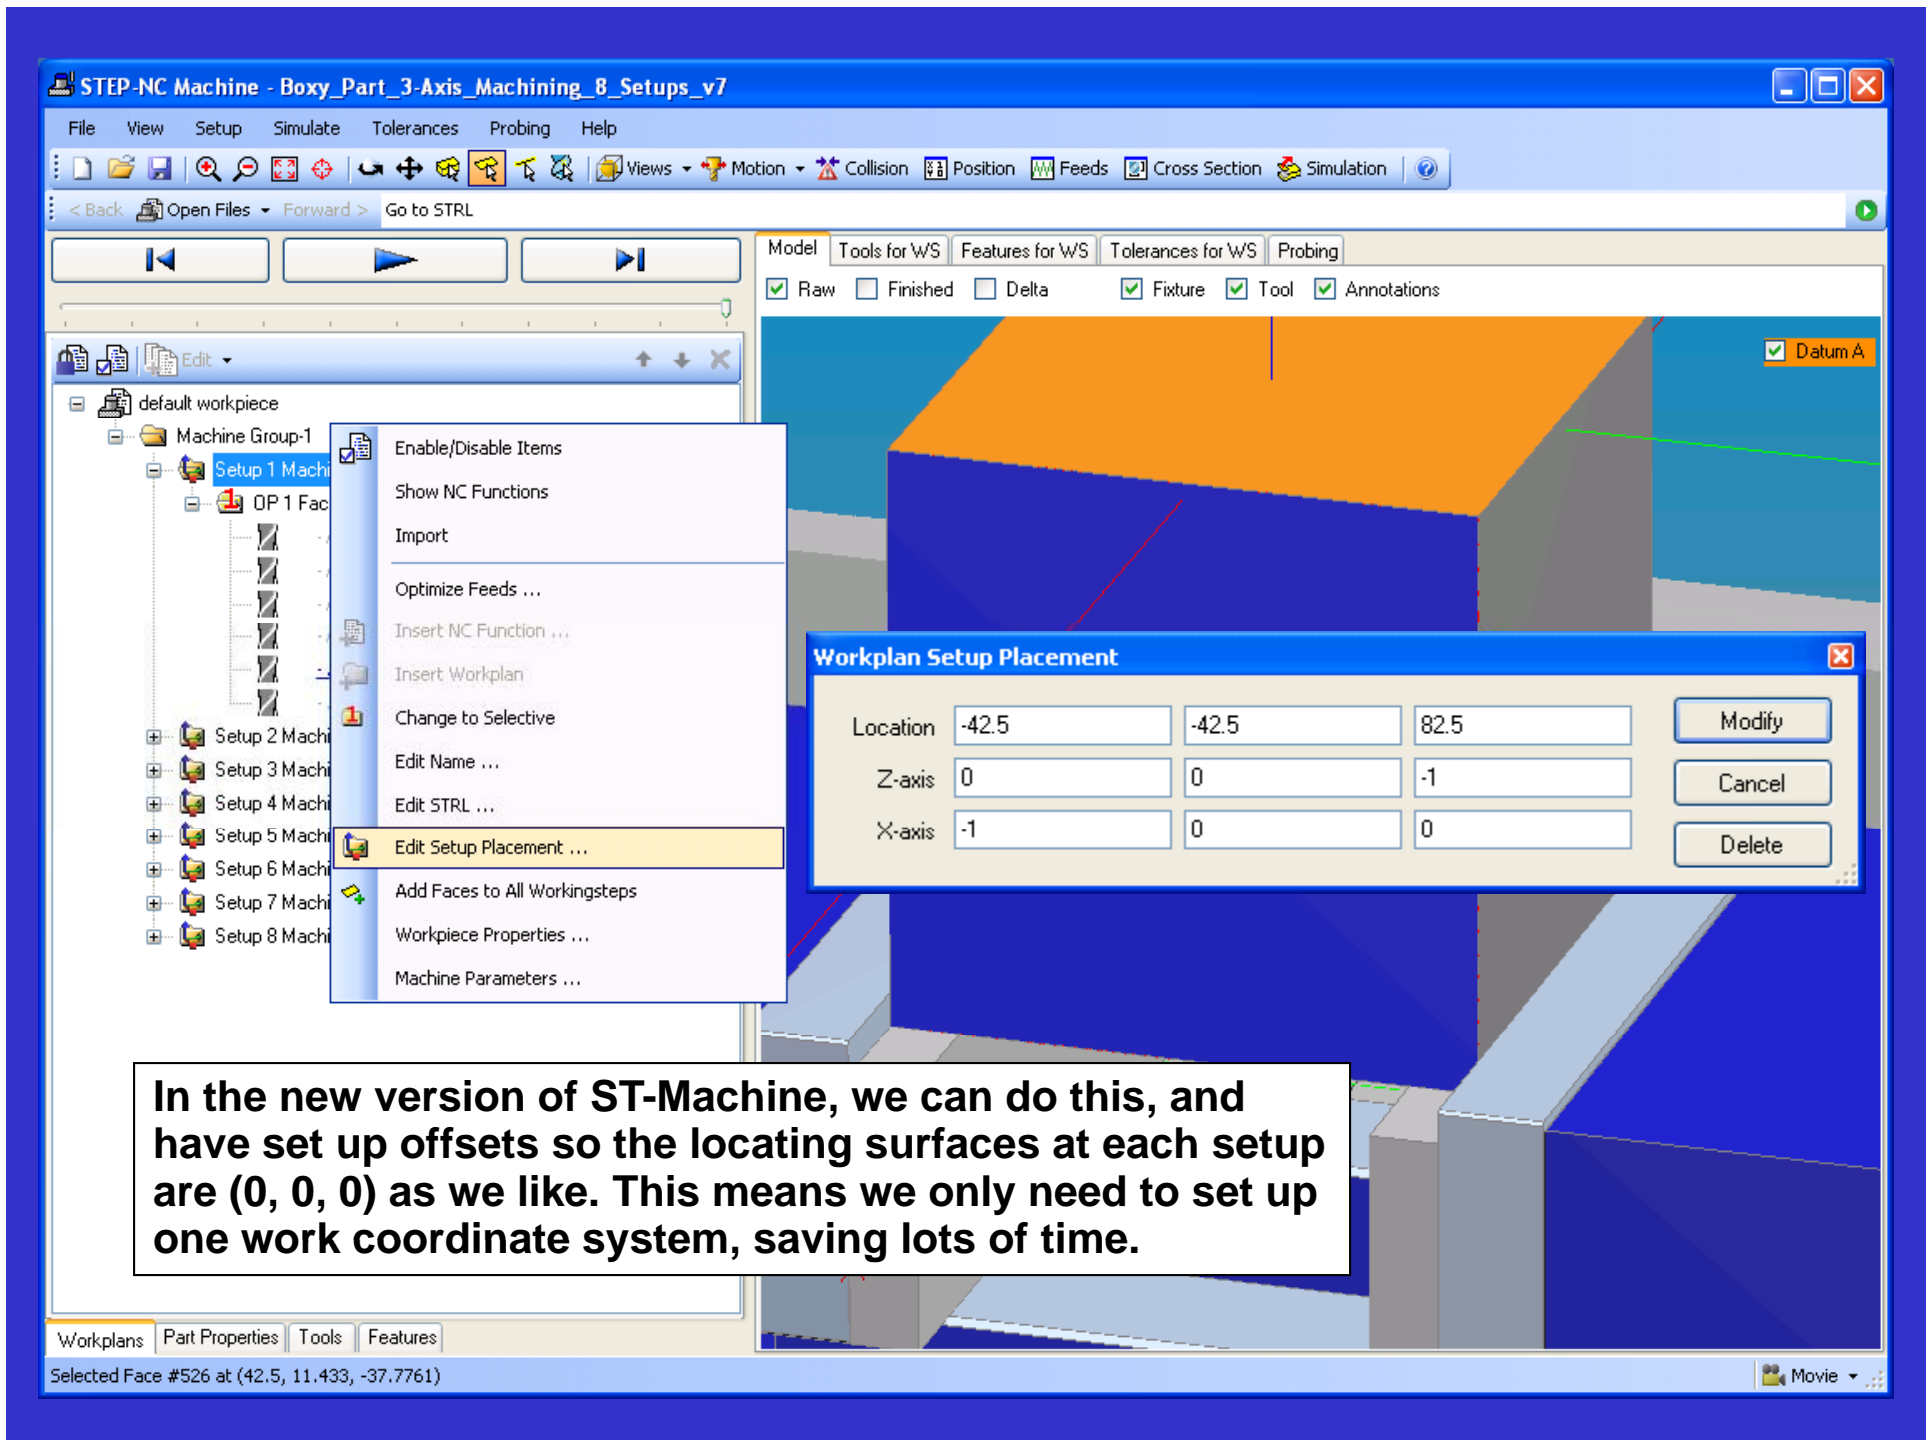 STEP-NC Machine - Boxy_Part_3-Axis_Machining_8_Setups_v7
File View Setup Simulate Tolerances Probing Help
Views Motion Collision Position Feeds Cross Section Simulation
< Back Open Files Forward > Go to STRL
Model Tools for WS Features for WS Tolerances for WS Probing
Raw Finished Delta Fixture Tool Annotations
Edit
Datum A
default workpiece
Machine Group-1
Setup 1 Machi
OP 1 Fac
Setup 2 Machi
Setup 3 Machi
Setup 4 Machi
Setup 5 Machi
Setup 6 Machi
Setup 7 Machi
Setup 8 Machi
Enable/Disable Items
Show NC Functions
Import
Optimize Feeds ...
Insert NC Function ...
Insert Workplan
Change to Selective
Edit Name ...
Edit STRL ...
Edit Setup Placement ...
Add Faces to All Workingsteps
Workpiece Properties ...
Machine Parameters ...
Workplan Setup Placement
Location -42.5 -42.5 82.5 Modify
Z-axis 0 0 -1 Cancel
X-axis -1 0 0 Delete
In the new version of ST-Machine, we can do this, and
have set up offsets so the locating surfaces at each setup
are (0, 0, 0) as we like. This means we only need to set up
one work coordinate system, saving lots of time.
Workplans Part Properties Tools Features
Selected Face #526 at (42.5, 11.433, -37.7761)
Movie